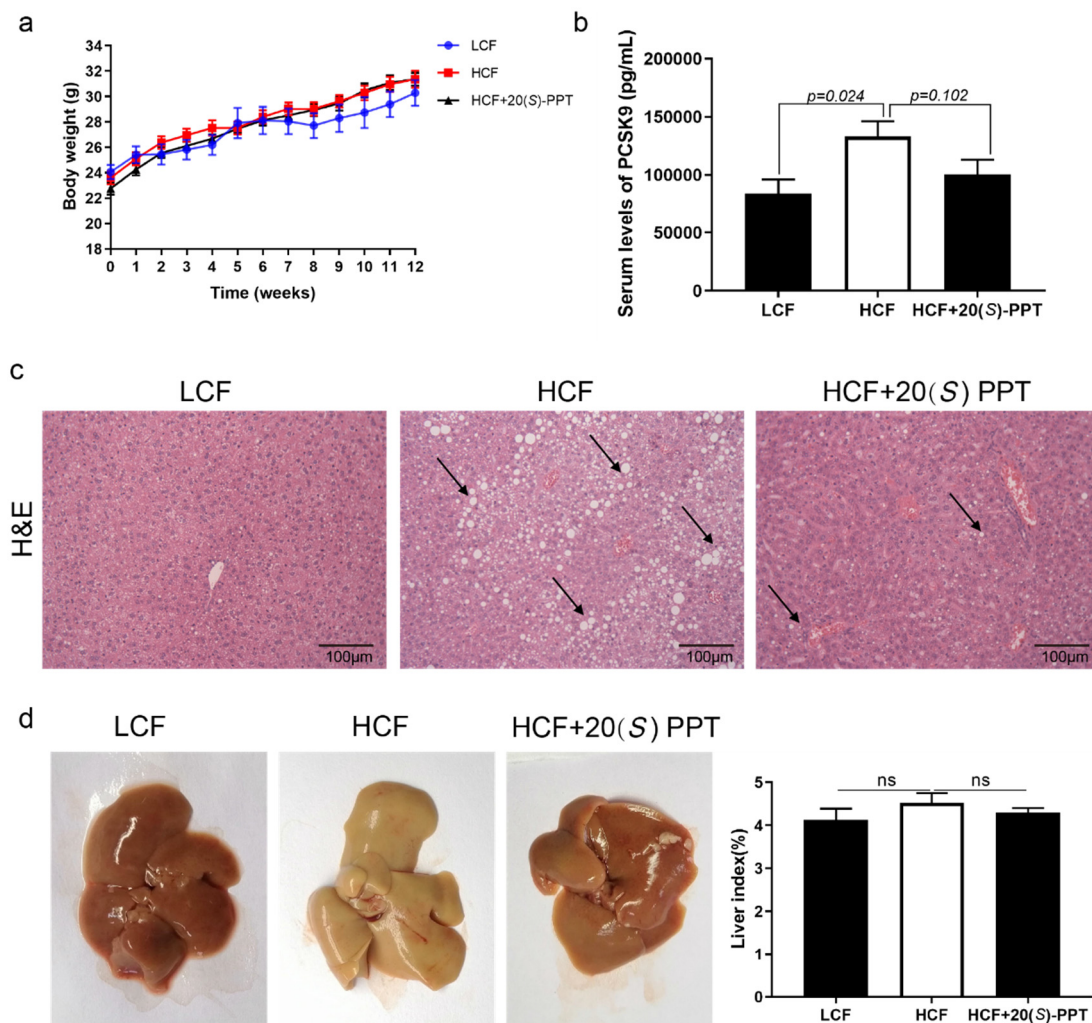 a
34
32
30
28
26
24
22
20
18
Body weight (g)
0 1 2 3 4 5 6 7 8 9 10 11 12
Time (weeks)
LCF
HCF
HCF+20(S)-PPT
b
Serum levels of PCSK9 (pg/mL)
200000
150000
100000
50000
0
p=0.024
p=0.102
LCF HCF HCF+20(S)-PPT
c
LCF HCF HCF+20(S) PPT
H&E
100μm 100μm 100μm
d
LCF HCF HCF+20(S) PPT
Liver index(%)
5
4
3
2
1
0
ns ns
LCF HCF HCF+20(S)-PPT